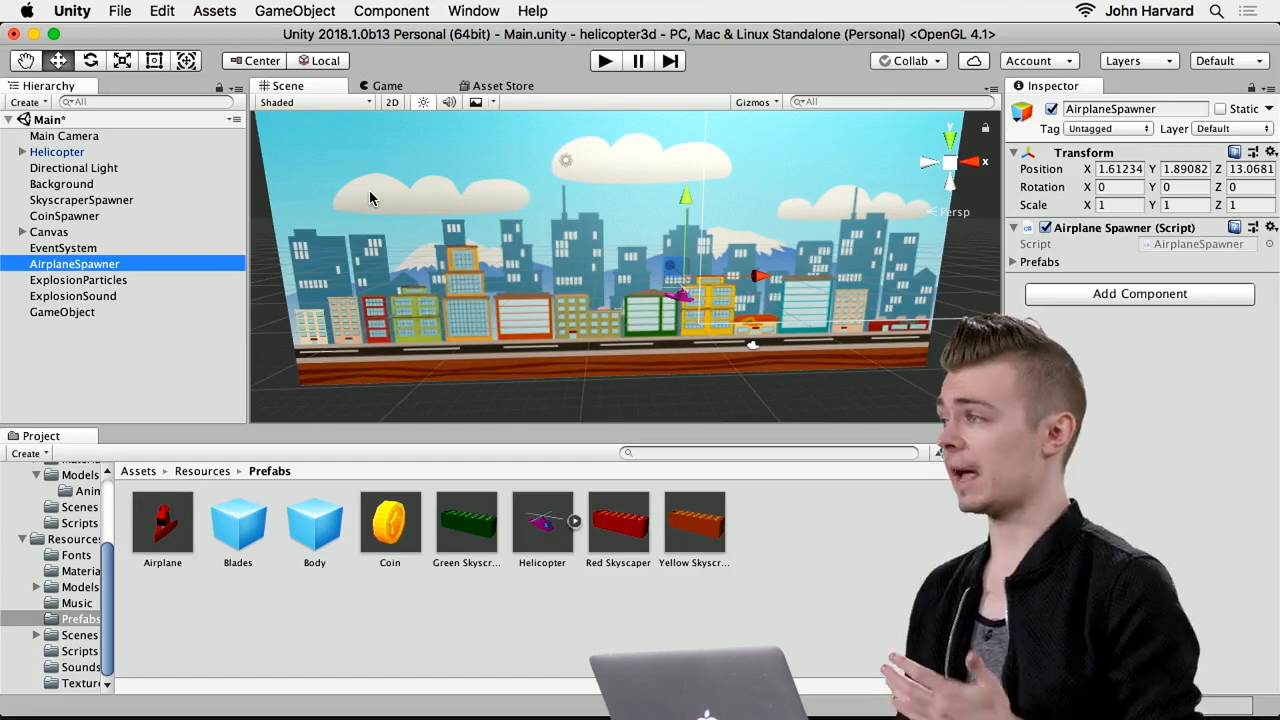 Unity File Edit Assets GameObject Component Window Help John Harvard
Unity 2018.1.0b13 Personal (64bit) - Main.unity - helicopter3d - PC, Mac & Linux Standalone (Personal) <OpenGL 4.1>
Center Local Collab Account Layers Default
Hierarchy Scene Game Asset Store Inspector
Create All Shaded 2D Gizmos All AirplaneSpawner Static
Main*
Main Camera
Helicopter
Directional Light
Background
SkyscraperSpawner
CoinSpawner
Canvas
EventSystem
AirplaneSpawner
ExplosionParticles
ExplosionSound
GameObject
y
x
Persp
Tag Untagged Layer Default
Transform
Position X 1.61234 Y 1.89082 Z 13.0681
Rotation X 0 Y 0 Z 0
Scale X 1 Y 1 Z 1
Airplane Spawner (Script)
Script AirplaneSpawner
Prefabs
Add Component
Project
Create
Models
Anin
Scenes
Scripts
Resources
Fonts
Materia
Models
Music
Prefabs
Scenes
Scripts
Sounds
Texture
Assets Resources Prefabs
Airplane Blades Body Coin Green Skyscr... Helicopter Red Skyscaper Yellow Skyscr...